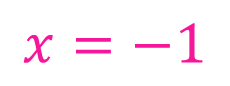 x = −1